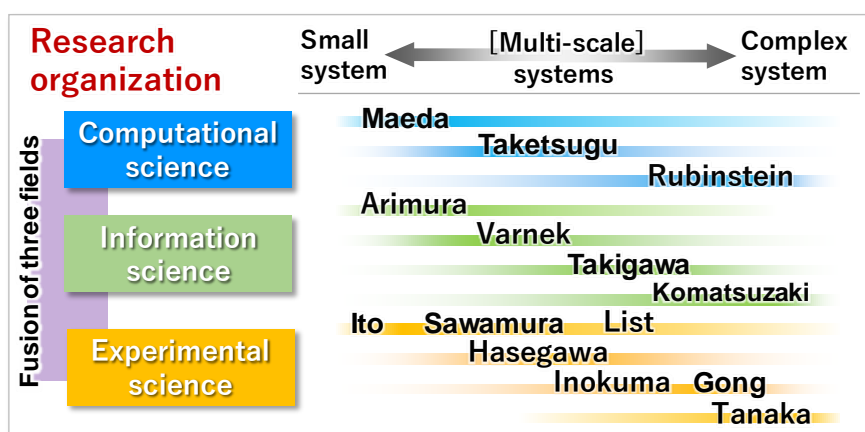 Research
organization
Small
system
[Multi-scale]
systems
Complex
system
Fusion of three fields
Computational
science
Maeda
Taketsugu
Rubinstein
Information
science
Arimura
Varnek
Takigawa
Komatsuzaki
Experimental
science
Ito Sawamura List
Hasegawa
Inokuma Gong
Tanaka